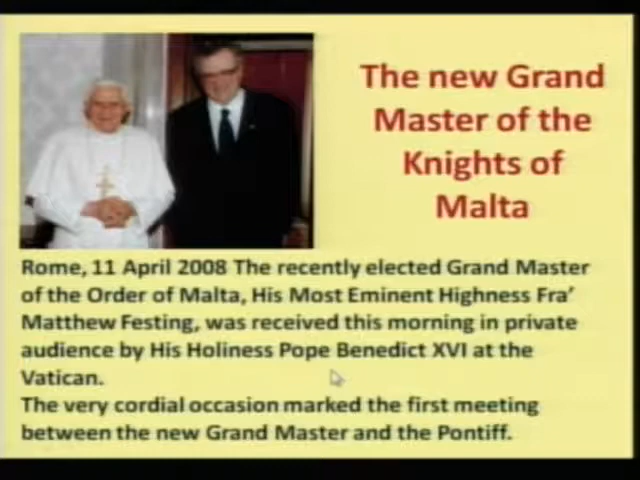 The new Grand
Master of the
Knights of
Malta
Rome, 11 April 2008 The recently elected Grand Master
of the Order of Malta, His Most Eminent Highness Fra’
Matthew Festing, was received this morning in private
audience by His Holiness Pope Benedict XVI at the
Vatican.
The very cordial occasion marked the first meeting
between the new Grand Master and the Pontiff.